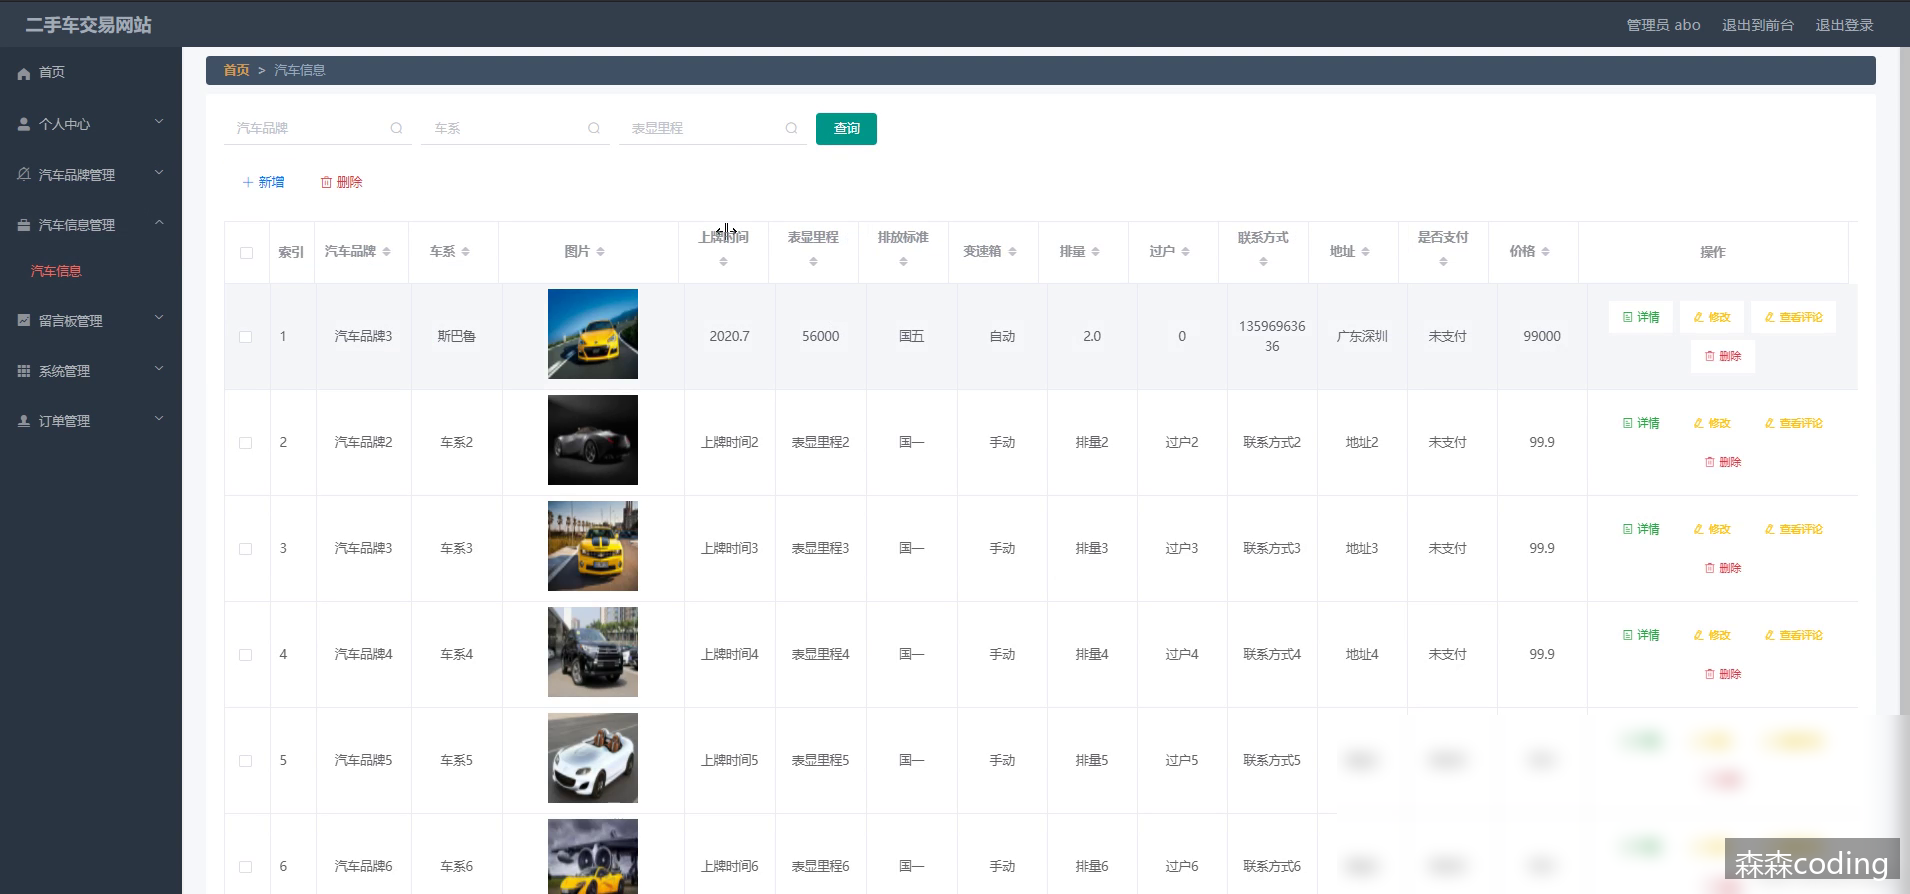 二手车交易网站
管理员 abo 退出到前台 退出登录
首页
个人中心
汽车品牌管理
汽车信息管理
汽车信息
留言板管理
系统管理
订单管理
首页 > 汽车信息
汽车品牌 车系 表显里程 查询
新增 删除
索引 汽车品牌 车系 图片 上牌时间 表显里程 排放标准 变速箱 排量 过户 联系方式 地址 是否支付 价格 操作
1 汽车品牌3 斯巴鲁 2020.7 56000 国五 自动 2.0 0 135969636 广东深圳 未支付 99000 详情 修改 查看评论
36 删除
2 汽车品牌2 车系2 上牌时间2 表显里程2 国一 手动 排量2 过户2 联系方式2 地址2 未支付 99.9 详情 修改 查看评论
删除
3 汽车品牌3 车系3 上牌时间3 表显里程3 国一 手动 排量3 过户3 联系方式3 地址3 未支付 99.9 详情 修改 查看评论
删除
4 汽车品牌4 车系4 上牌时间4 表显里程4 国一 手动 排量4 过户4 联系方式4 地址4 未支付 99.9 详情 修改 查看评论
删除
5 汽车品牌5 车系5 上牌时间5 表显里程5 国一 手动 排量5 过户5 联系方式5
6 汽车品牌6 车系6 上牌时间6 表显里程6 国一 手动 排量6 过户6 联系方式6
森森coding